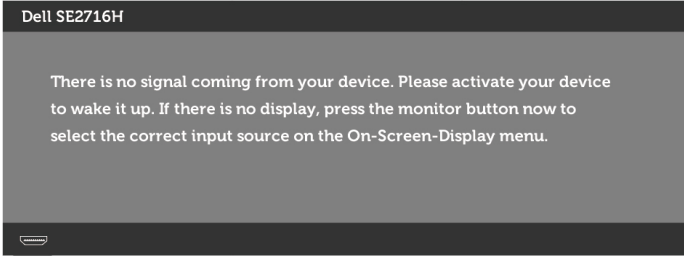 Dell SE2716H
There is no signal coming from your device. Please activate your device
to wake it up. If there is no display, press the monitor button now to
select the correct input source on the On-Screen-Display menu.